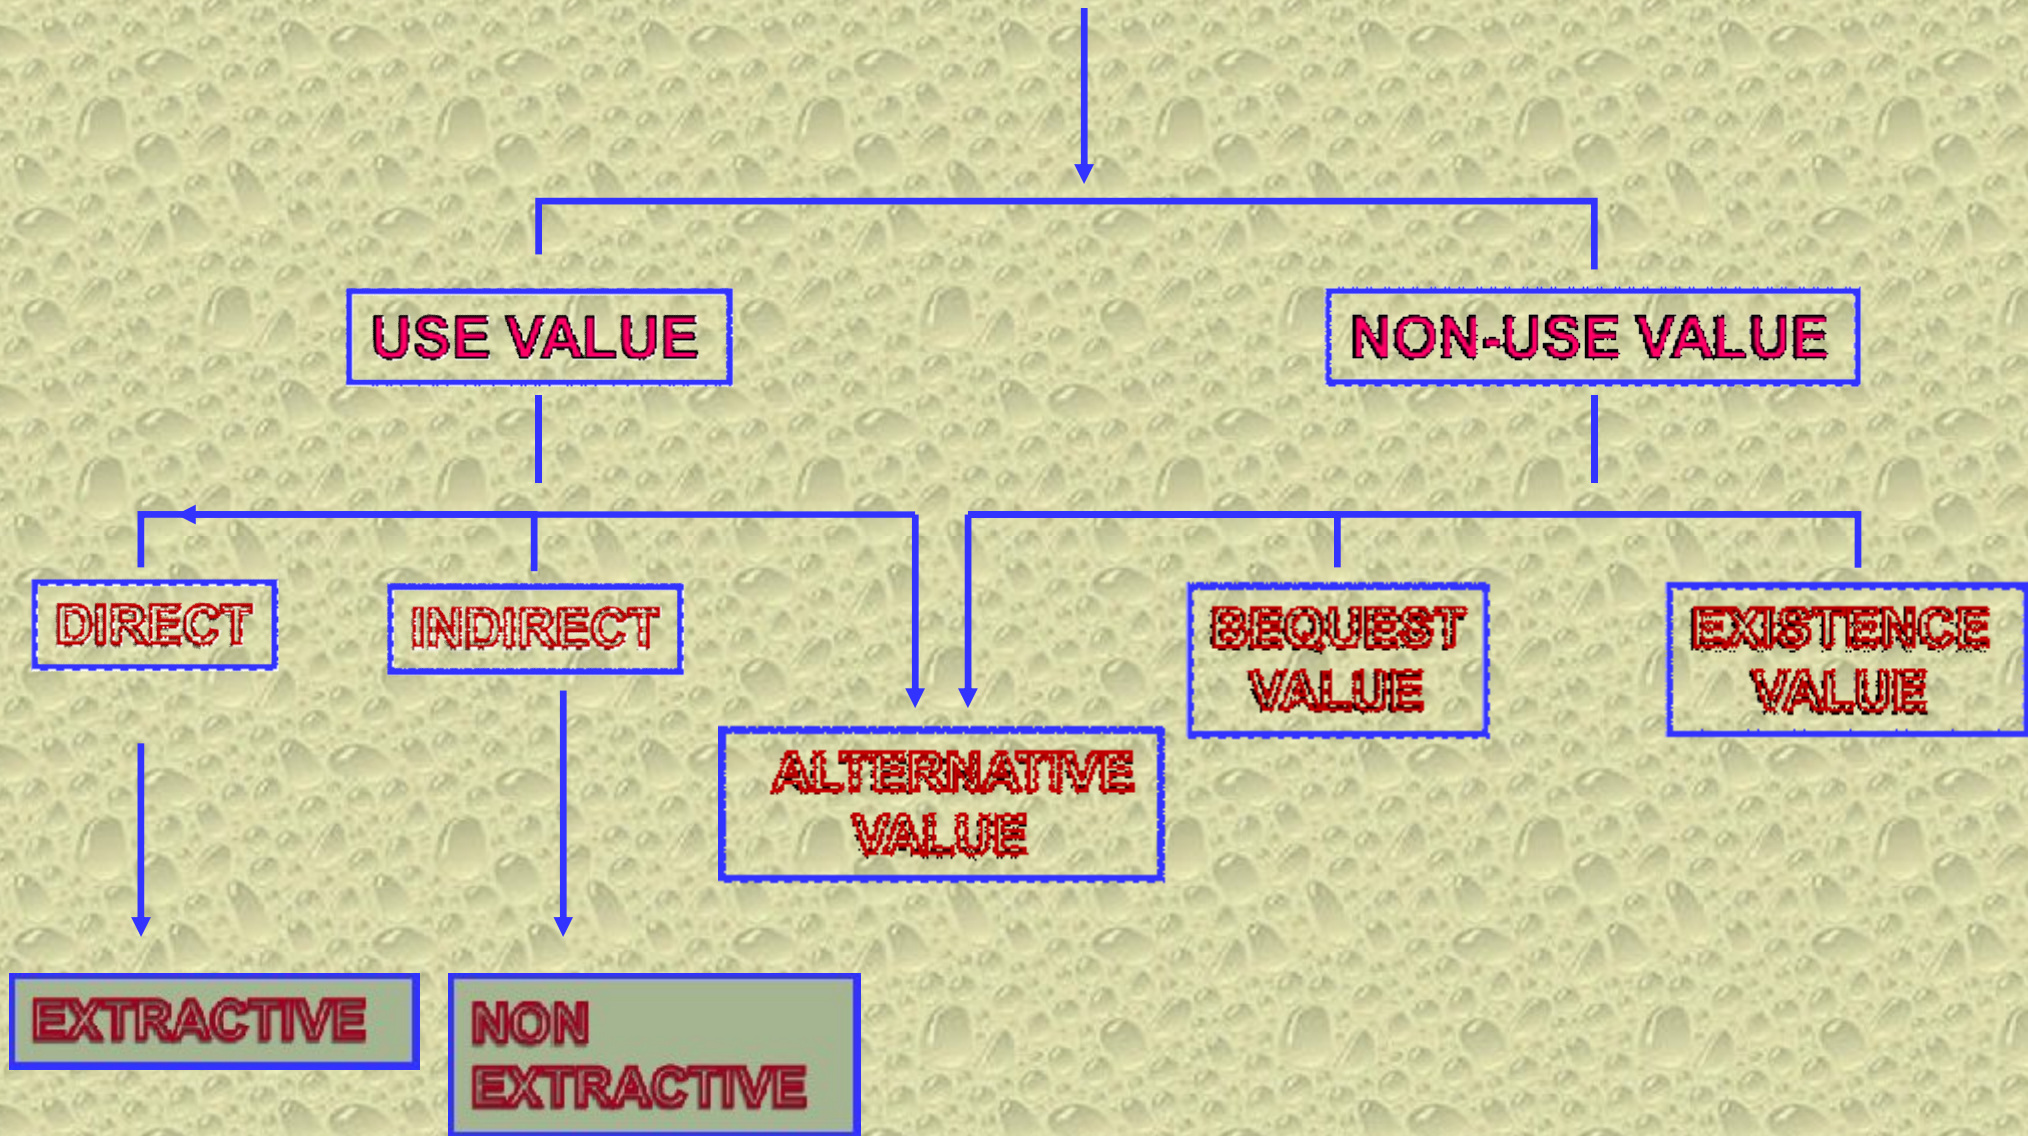 USE VALUE
NON-USE VALUE
DIRECT
INDIRECT
BEQUEST
VALUE
EXISTENCE
VALUE
ALTERNATIVE
VALUE
EXTRACTIVE
NON
EXTRACTIVE